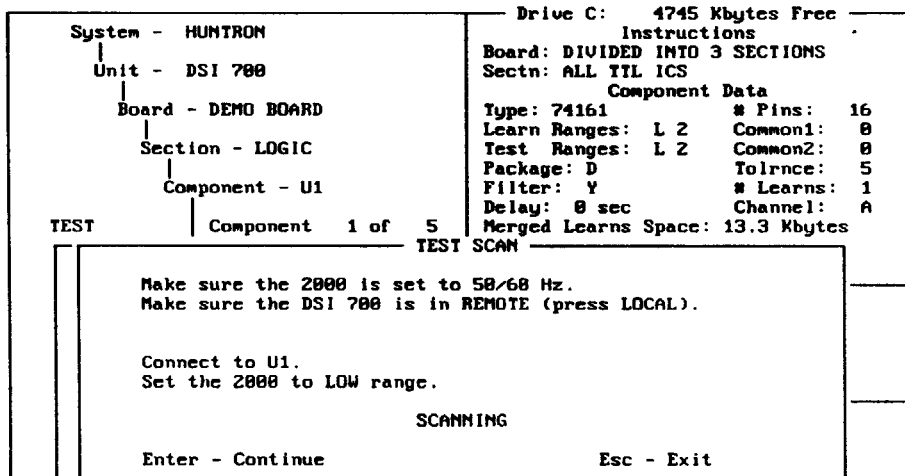 Drive C: 4745 Kbytes Free
System - HUNTRON
Instructions
Board: DIVIDED INTO 3 SECTIONS
Unit - DSI 700
Sectn: ALL TTL ICS
Component Data
Board - DEMO BOARD
Type: 74161 # Pins: 16
Learn Ranges: L 2 Common1: 0
Section - LOGIC
Test Ranges: L 2 Common2: 0
Package: D Tolrnce: 5
Component - U1
Filter: Y # Learns: 1
Delay: 0 sec Channel: A
TEST Component 1 of 5
Merged Learns Space: 13.3 Kbytes
TEST SCAN
Make sure the 2000 is set to 50/60 Hz.
Make sure the DSI 700 is in REMOTE (press LOCAL).
Connect to U1.
Set the 2000 to LOW range.
SCANNING
Enter - Continue Esc - Exit